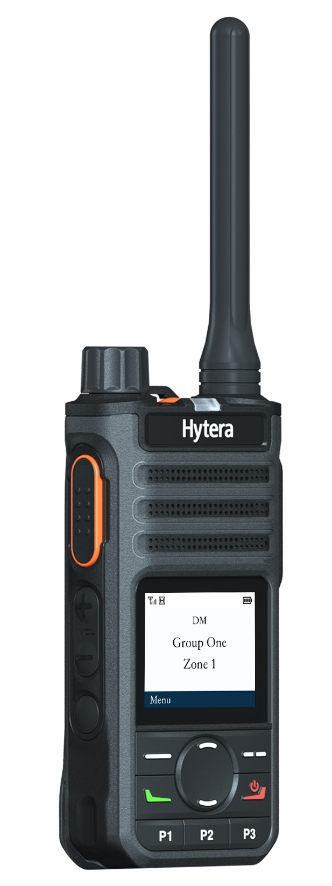 Hytera
DM
Group One
Zone 1
Menu
P1 P2 P3